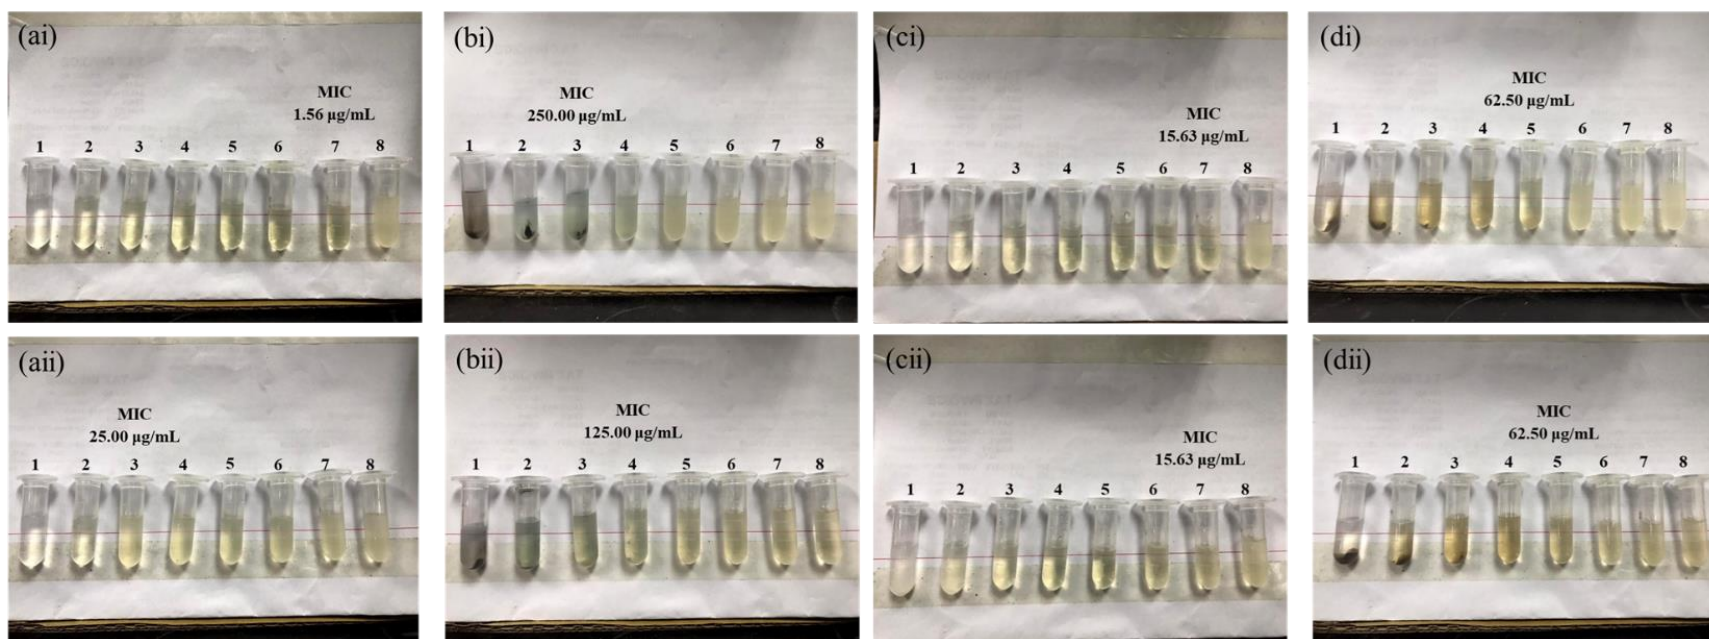 (ai)
MIC
1.56 µg/mL
1 2 3 4 5 6 7 8
(bi)
MIC
250.00 µg/mL
1 2 3 4 5 6 7 8
(ci)
MIC
15.63 µg/mL
1 2 3 4 5 6 7 8
(di)
MIC
62.50 µg/mL
1 2 3 4 5 6 7 8
(aii)
MIC
25.00 µg/mL
1 2 3 4 5 6 7 8
(bii)
MIC
125.00 µg/mL
1 2 3 4 5 6 7 8
(cii)
MIC
15.63 µg/mL
1 2 3 4 5 6 7 8
(dii)
MIC
62.50 µg/mL
1 2 3 4 5 6 7 8